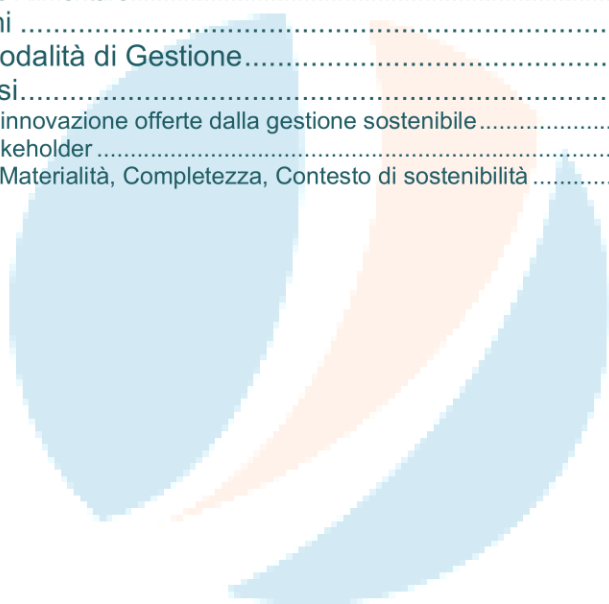 ni ........................................................................
odalità di Gestione..............................................
si...........................................................................
innovazione offerte dalla gestione sostenibile...................
keholder ...........................................................................
Materialità, Completezza, Contesto di sostenibilità ............